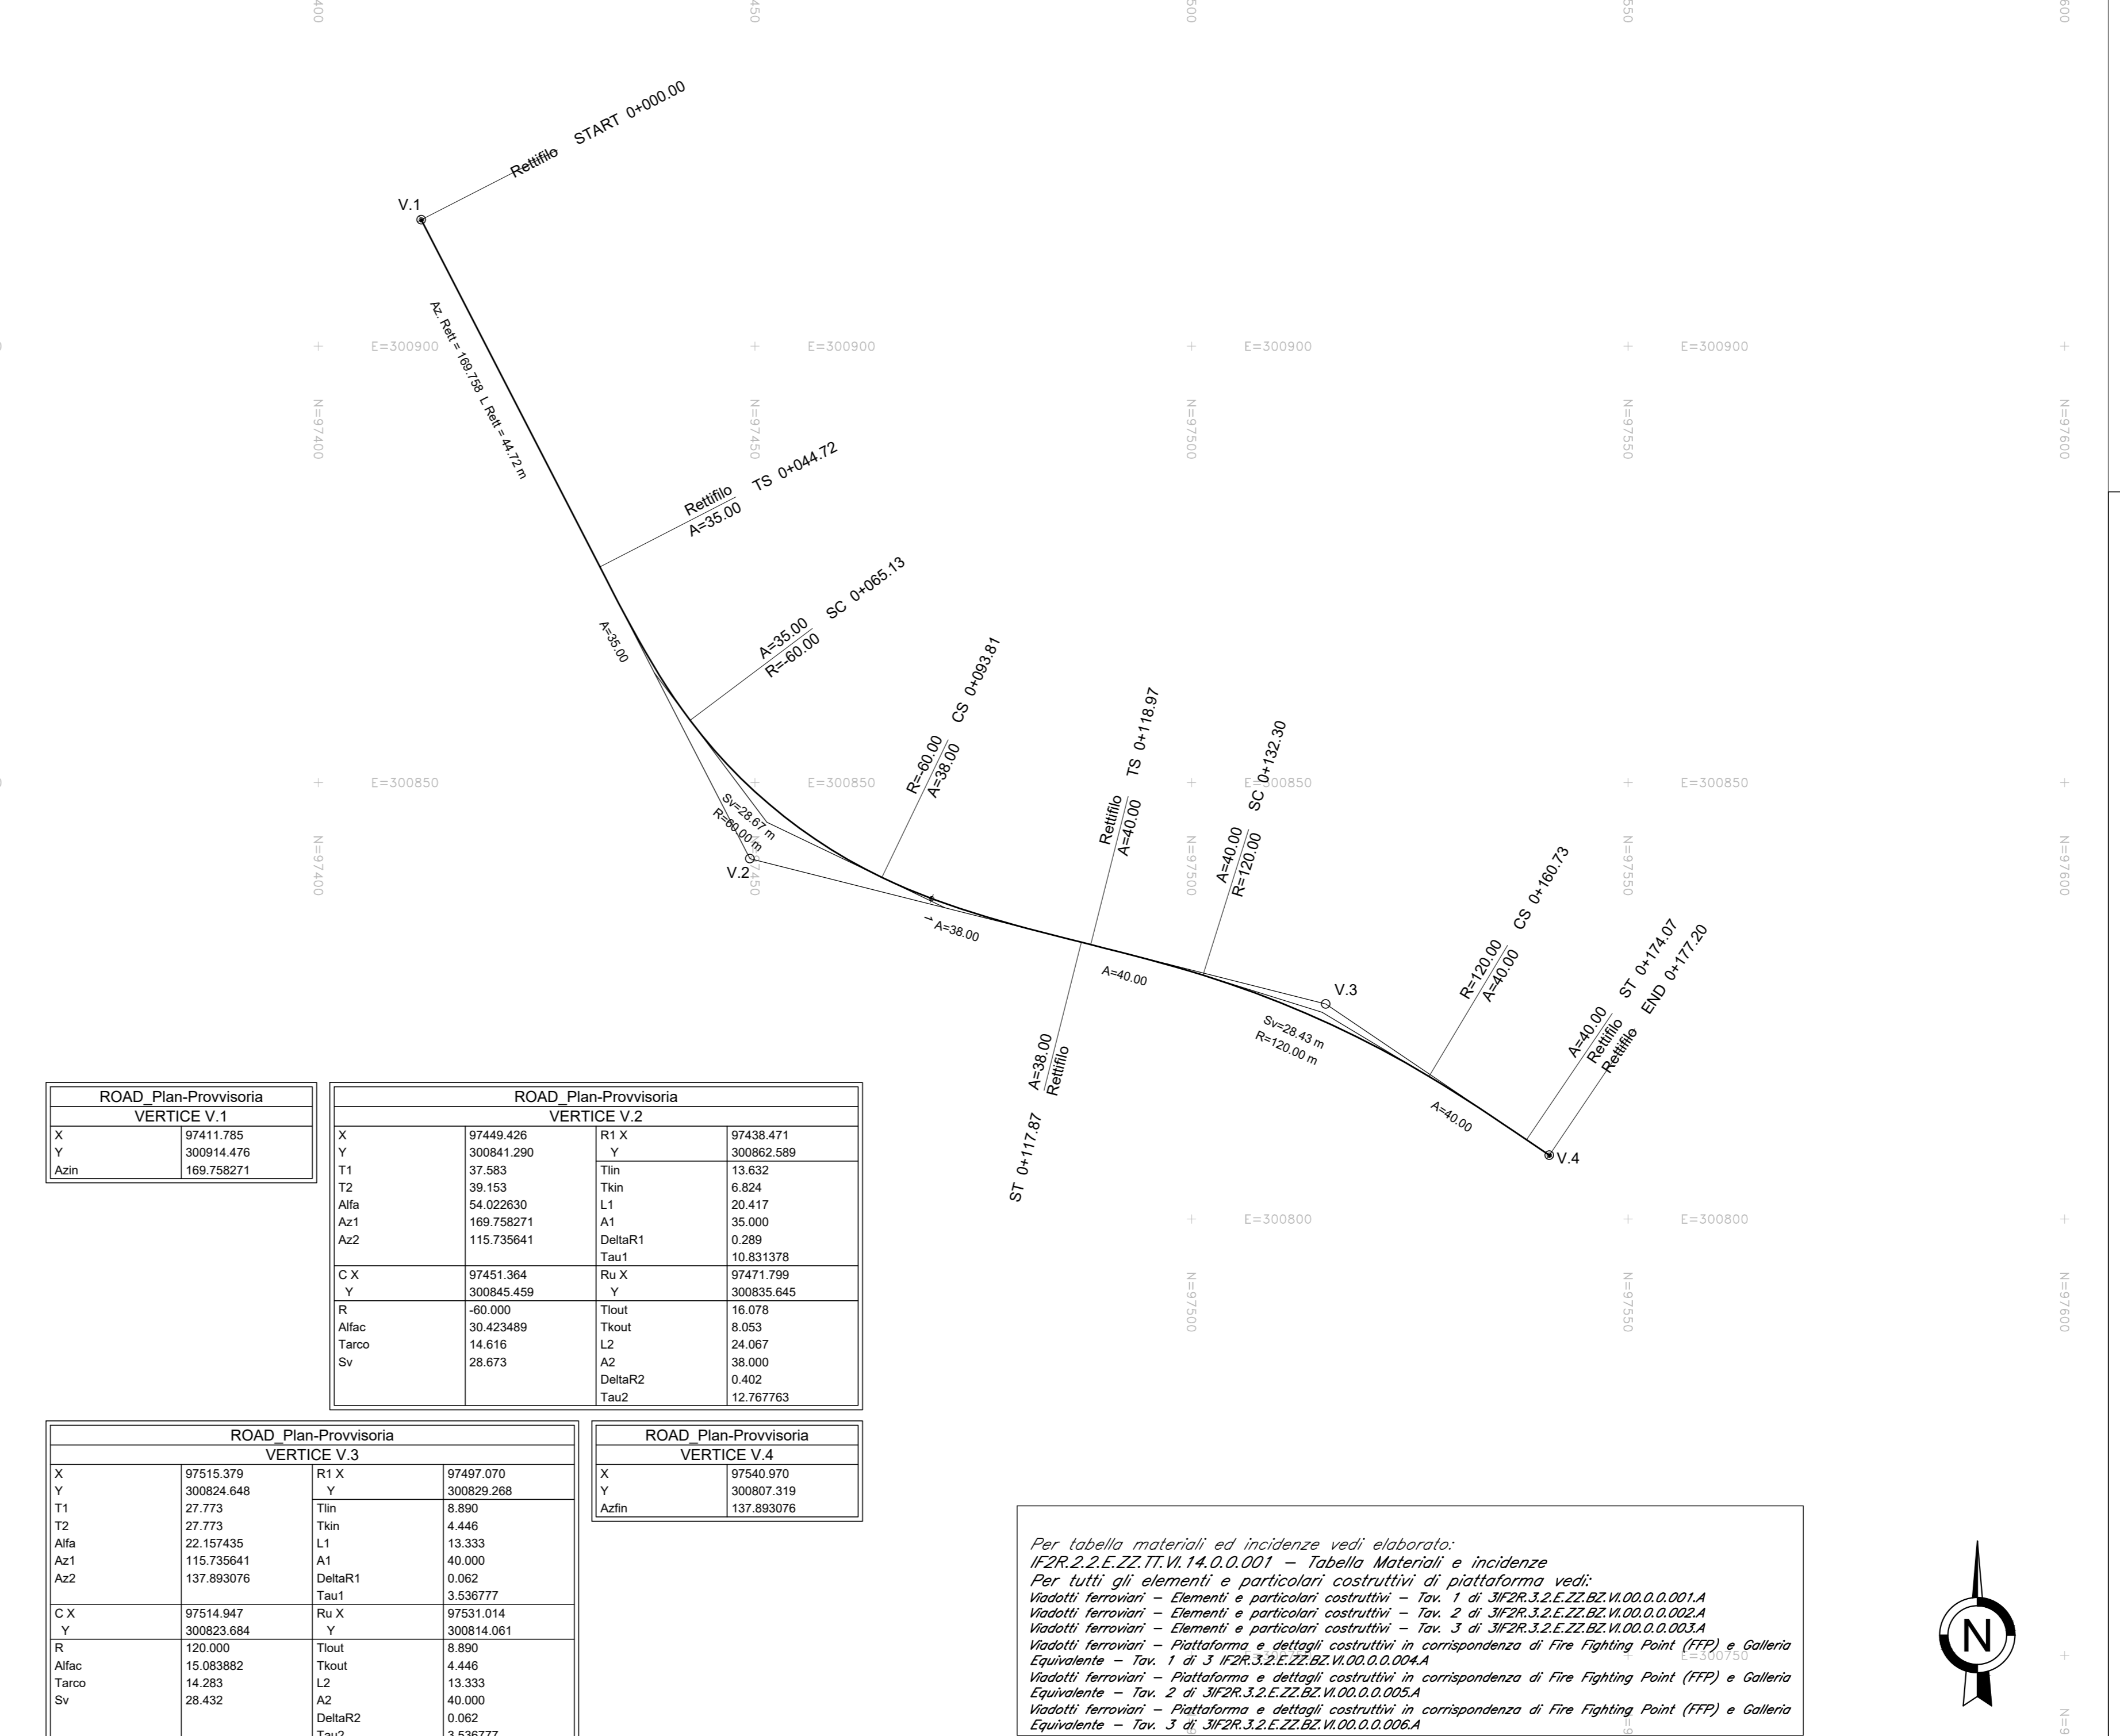 400
450
500
550
600
START 0+000.00
Rettifilo
V.1
Az. Rett = 169.758 L Rett = 44.72 m
E=300900
E=300900
E=300900
E=300900
N=97400
N=97450
N=97500
N=97550
N=97600
Rettifilo
A=35.00
TS 0+044.72
A=35.00
A=35.00
R=-60.00
SC 0+065.13
R=-60.00
A=38.00
CS 0+093.81
Sv=28.67 m
R=60.00 m
V.2
A=38.00
E=300850
E=300850
E=300850
E=300850
N=97400
N=97450
N=97500
N=97550
N=97600
Rettifilo
A=40.00
TS 0+118.97
A=40.00
R=120.00
SC 0+132.30
A=40.00
V.3
Sv=28.43 m
R=120.00 m
R=120.00
A=40.00
CS 0+160.73
A=40.00
A=40.00
Rettifilo
ST 0+174.07
Rettifilo
END 0+177.20
V.4
ST 0+117.87
A=38.00
Rettifilo
E=300800
E=300800
N=97500
N=97550
N=97600
ROAD_Plan-Provvisoria
VERTICE V.1
X 97411.785
Y 300914.476
Azin 169.758271
ROAD_Plan-Provvisoria
VERTICE V.2
X 97449.426 R1 X 97438.471
Y 300841.290 Y 300862.589
T1 37.583 Tlin 13.632
T2 39.153 Tkin 6.824
Alfa 54.022630 L1 20.417
Az1 169.758271 A1 35.000
Az2 115.735641 DeltaR1 0.289
Tau1 10.831378
C X 97451.364 Ru X 97471.799
Y 300845.459 Y 300835.645
R -60.000 Tlout 16.078
Alfac 30.423489 Tkout 8.053
Tarco 14.616 L2 24.067
Sv 28.673 A2 38.000
DeltaR2 0.402
Tau2 12.767763
ROAD_Plan-Provvisoria
VERTICE V.3
X 97515.379 R1 X 97497.070
Y 300824.648 Y 300829.268
T1 27.773 Tlin 8.890
T2 27.773 Tkin 4.446
Alfa 22.157435 L1 13.333
Az1 115.735641 A1 40.000
Az2 137.893076 DeltaR1 0.062
Tau1 3.536777
C X 97514.947 Ru X 97531.014
Y 300823.684 Y 300814.061
R 120.000 Tlout 8.890
Alfac 15.083882 Tkout 4.446
Tarco 14.283 L2 13.333
Sv 28.432 A2 40.000
DeltaR2 0.062
Tau2 3.536777
ROAD_Plan-Provvisoria
VERTICE V.4
X 97540.970
Y 300807.319
Azfin 137.893076
Per tabella materiali ed incidenze vedi elaborato:
IF2R.2.2.E.ZZ.TT.VI.14.0.0.001 – Tabella Materiali e incidenze
Per tutti gli elementi e particolari costruttivi di piattaforma vedi:
Viadotti ferroviari – Elementi e particolari costruttivi – Tav. 1 di 3IF2R.3.2.E.ZZ.BZ.VI.00.0.0.001.A
Viadotti ferroviari – Elementi e particolari costruttivi – Tav. 2 di 3IF2R.3.2.E.ZZ.BZ.VI.00.0.0.002.A
Viadotti ferroviari – Elementi e particolari costruttivi – Tav. 3 di 3IF2R.3.2.E.ZZ.BZ.VI.00.0.0.003.A
Viadotti ferroviari – Piattaforma e dettagli costruttivi in corrispondenza di Fire Fighting Point (FFP) e Galleria
Equivalente – Tav. 1 di 3 IF2R.3.2.E.ZZ.BZ.VI.00.0.0.004.A
Viadotti ferroviari – Piattaforma e dettagli costruttivi in corrispondenza di Fire Fighting Point (FFP) e Galleria
Equivalente – Tav. 2 di 3IF2R.3.2.E.ZZ.BZ.VI.00.0.0.005.A
Viadotti ferroviari – Piattaforma e dettagli costruttivi in corrispondenza di Fire Fighting Point (FFP) e Galleria
Equivalente – Tav. 3 di 3IF2R.3.2.E.ZZ.BZ.VI.00.0.0.006.A
E=300750
N